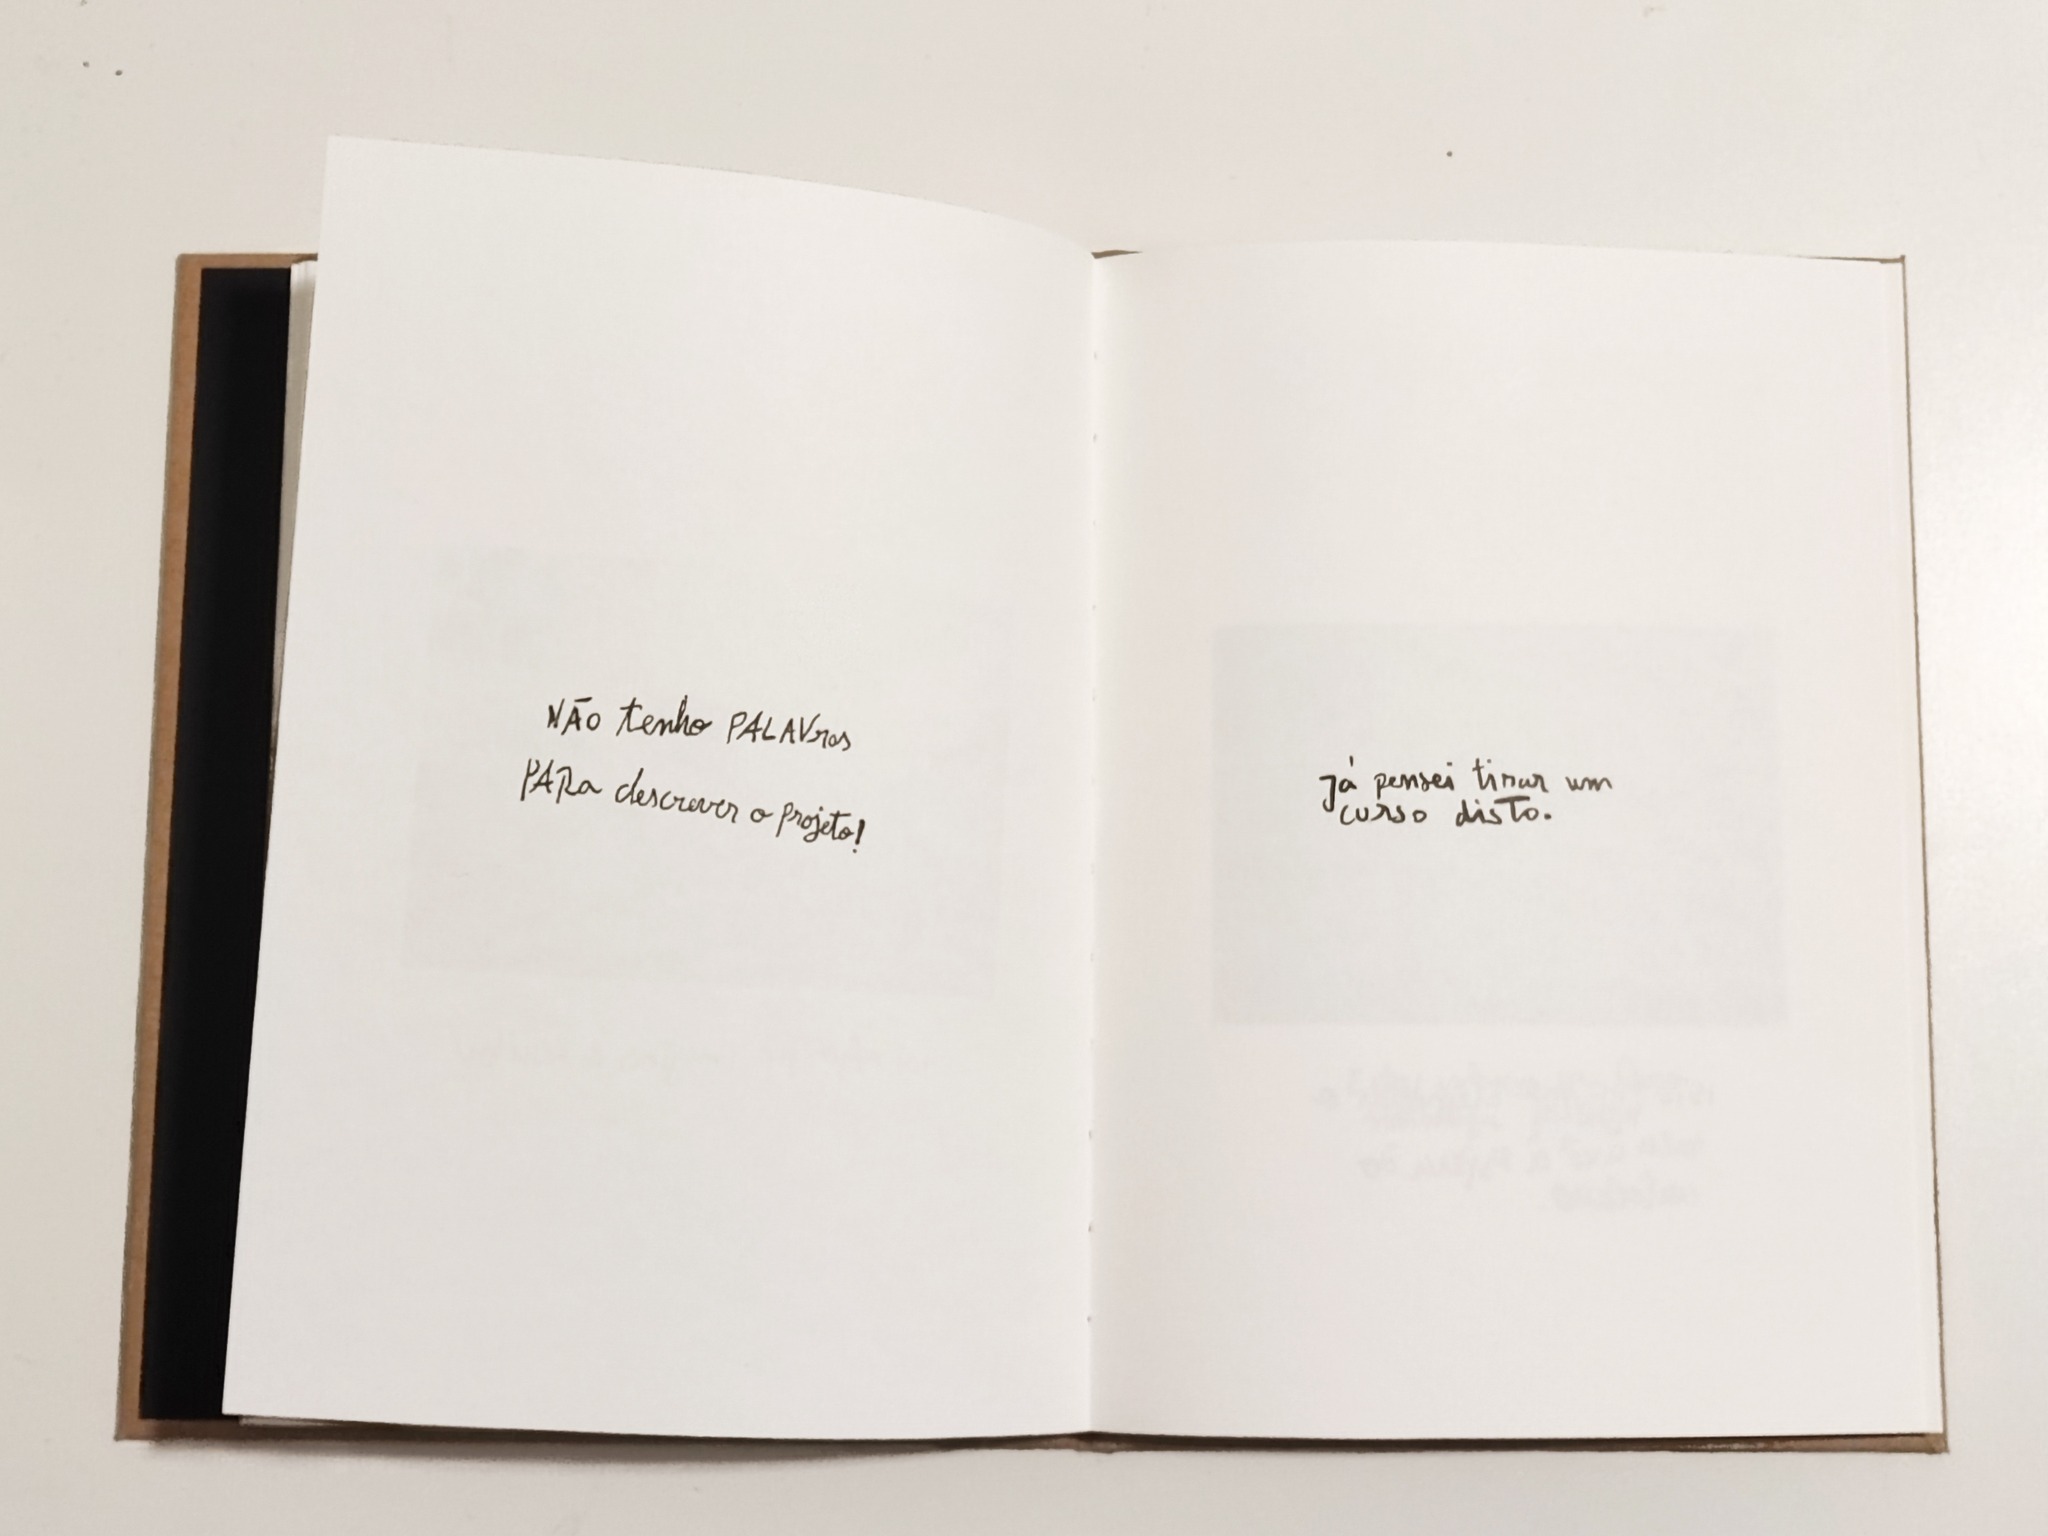 NÃO tenho PALAVras
PARa descrever o projeto!
Já pensei tirar um
curso disto.